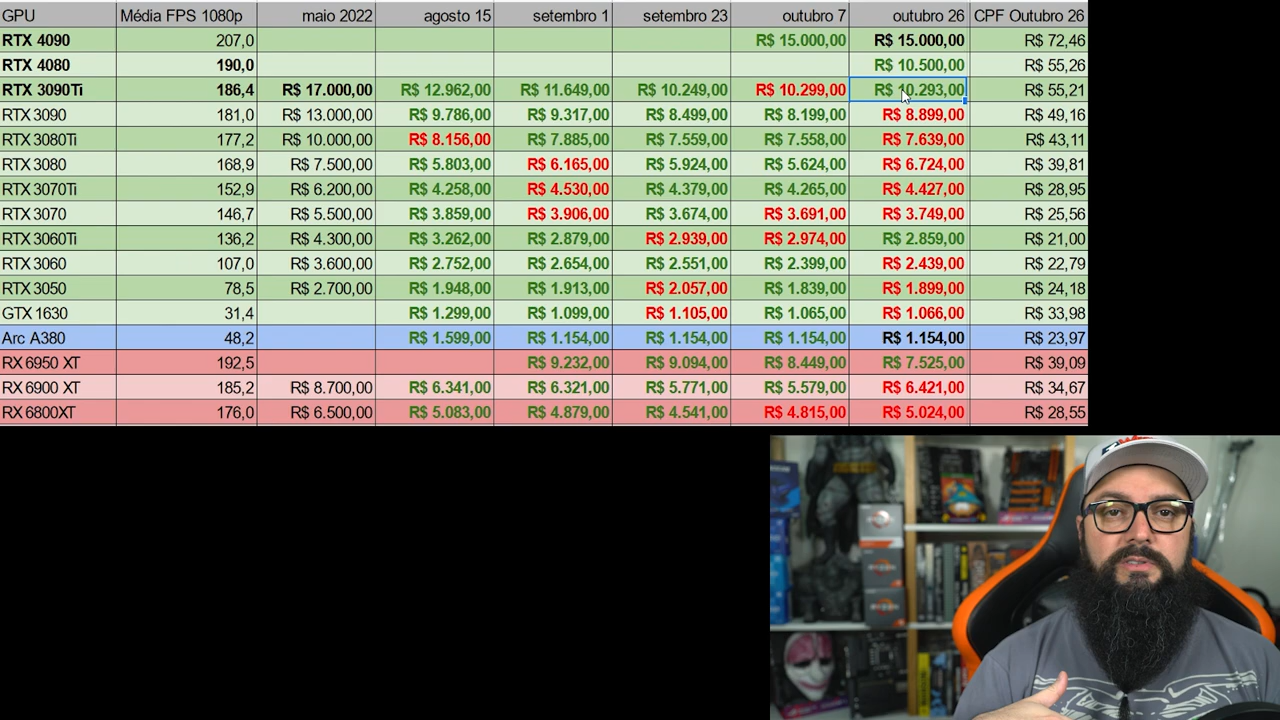 GPU Média FPS 1080p maio 2022 agosto 15 setembro 1 setembro 23 outubro 7 outubro 26 CPF Outubro 26
RTX 4090 207,0 R$ 15.000,00 R$ 15.000,00 R$ 72,46
RTX 4080 190,0 R$ 10.500,00 R$ 55,26
RTX 3090Ti 186,4 R$ 17.000,00 R$ 12.962,00 R$ 11.649,00 R$ 10.249,00 R$ 10.299,00 R$ 10.293,00 R$ 55,21
RTX 3090 181,0 R$ 13.000,00 R$ 9.786,00 R$ 9.317,00 R$ 8.499,00 R$ 8.199,00 R$ 8.899,00 R$ 49,16
RTX 3080Ti 177,2 R$ 10.000,00 R$ 8.156,00 R$ 7.885,00 R$ 7.559,00 R$ 7.558,00 R$ 7.639,00 R$ 43,11
RTX 3080 168,9 R$ 7.500,00 R$ 5.803,00 R$ 6.165,00 R$ 5.924,00 R$ 5.624,00 R$ 6.724,00 R$ 39,81
RTX 3070Ti 152,9 R$ 6.200,00 R$ 4.258,00 R$ 4.530,00 R$ 4.379,00 R$ 4.265,00 R$ 4.427,00 R$ 28,95
RTX 3070 146,7 R$ 5.500,00 R$ 3.859,00 R$ 3.906,00 R$ 3.674,00 R$ 3.691,00 R$ 3.749,00 R$ 25,56
RTX 3060Ti 136,2 R$ 4.300,00 R$ 3.262,00 R$ 2.879,00 R$ 2.939,00 R$ 2.974,00 R$ 2.859,00 R$ 21,00
RTX 3060 107,0 R$ 3.600,00 R$ 2.752,00 R$ 2.654,00 R$ 2.551,00 R$ 2.399,00 R$ 2.439,00 R$ 22,79
RTX 3050 78,5 R$ 2.700,00 R$ 1.948,00 R$ 1.913,00 R$ 2.057,00 R$ 1.839,00 R$ 1.899,00 R$ 24,18
GTX 1630 31,4 R$ 1.299,00 R$ 1.099,00 R$ 1.105,00 R$ 1.065,00 R$ 1.066,00 R$ 33,98
Arc A380 48,2 R$ 1.599,00 R$ 1.154,00 R$ 1.154,00 R$ 1.154,00 R$ 1.154,00 R$ 23,97
RX 6950 XT 192,5 R$ 9.232,00 R$ 9.094,00 R$ 8.449,00 R$ 7.525,00 R$ 39,09
RX 6900 XT 185,2 R$ 8.700,00 R$ 6.341,00 R$ 6.321,00 R$ 5.771,00 R$ 5.579,00 R$ 6.421,00 R$ 34,67
RX 6800XT 176,0 R$ 6.500,00 R$ 5.083,00 R$ 4.879,00 R$ 4.541,00 R$ 4.815,00 R$ 5.024,00 R$ 28,55